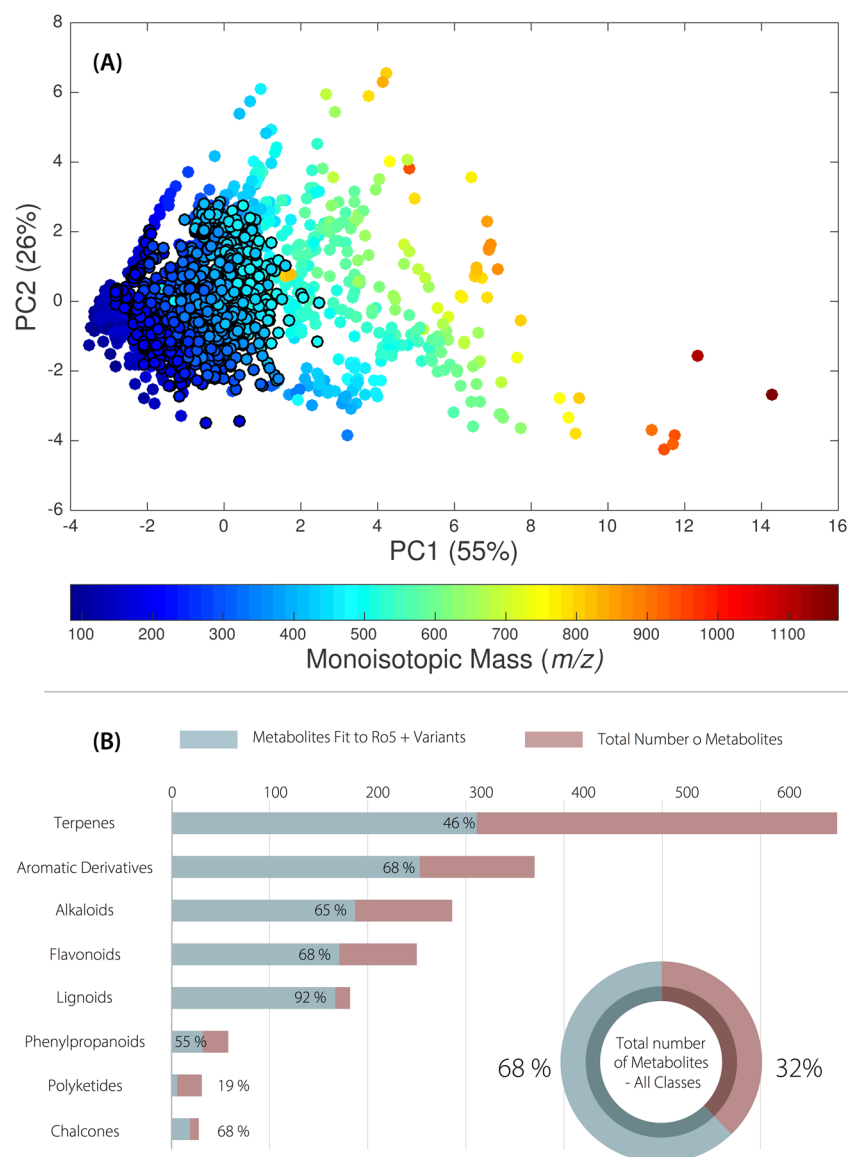 (A)
8
6
4
2
0
-2
-4
-6
PC2 (26%)
-4 -2 0 2 4 6 8 10 12 14 16
PC1 (55%)
100 200 300 400 500 600 700 800 900 1000 1100
Monoisotopic Mass (m/z)
(B) Metabolites Fit to Ro5 + Variants Total Number o Metabolites
0 100 200 300 400 500 600
Terpenes 46 %
Aromatic Derivatives 68 %
Alkaloids 65 %
Flavonoids 68 %
Lignoids 92 %
Phenylpropanoids 55 %
Polyketides 19 %
Chalcones 68 %
68 %
Total number
of Metabolites
- All Classes
32%